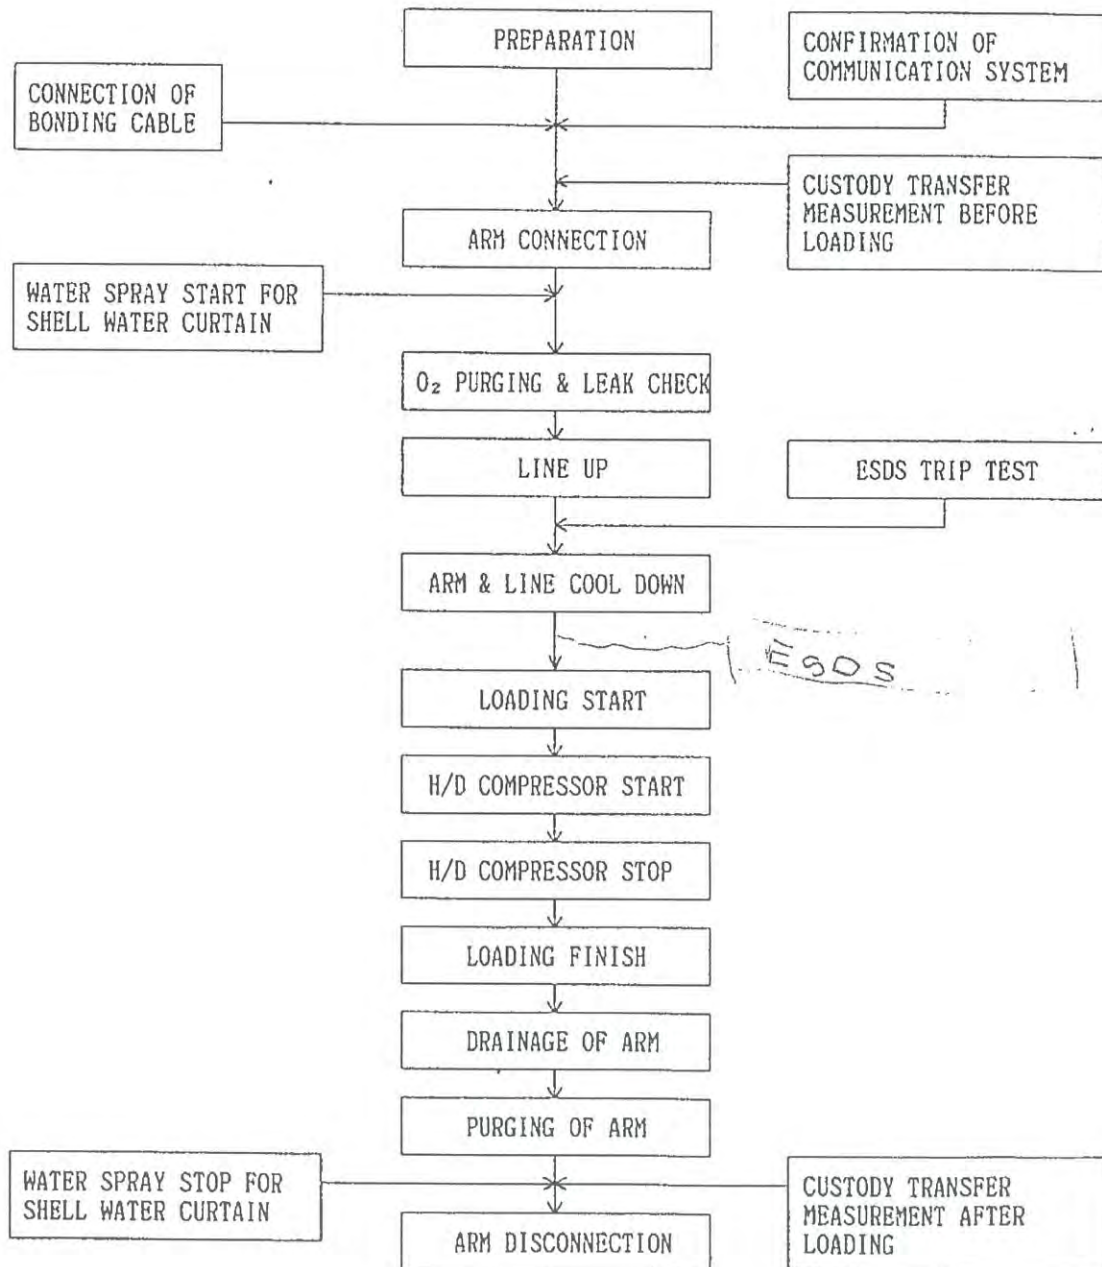 PREPARATION
CONFIRMATION OF
COMMUNICATION SYSTEM
CONNECTION OF
BONDING CABLE
CUSTODY TRANSFER
MEASUREMENT BEFORE
LOADING
ARM CONNECTION
WATER SPRAY START FOR
SHELL WATER CURTAIN
O₂ PURGING & LEAK CHECK
LINE UP
ESDS TRIP TEST
ARM & LINE COOL DOWN
ESDS
LOADING START
H/D COMPRESSOR START
H/D COMPRESSOR STOP
LOADING FINISH
DRAINAGE OF ARM
PURGING OF ARM
WATER SPRAY STOP FOR
SHELL WATER CURTAIN
CUSTODY TRANSFER
MEASUREMENT AFTER
LOADING
ARM DISCONNECTION